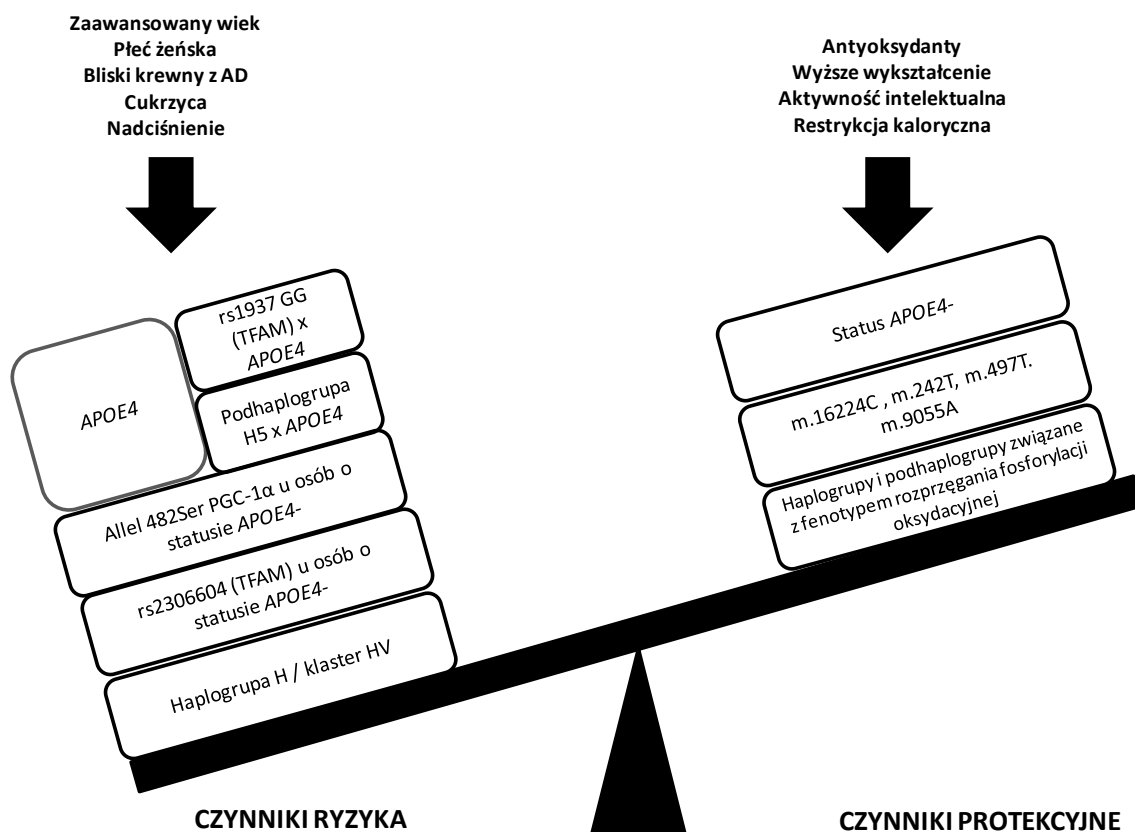 Zaawansowany wiek
Płeć żeńska
Bliski krewny z AD
Cukrzyca
Nadciśnienie
Antyoksydanty
Wyższe wykształcenie
Aktywność intelektualna
Restrykcja kaloryczna
APOE4
rs1937 GG
(TFAM) x
APOE4
Podhaplogrupa
H5 x APOE4
Allel 482Ser PGC-1α u osób o
statusie APOE4-
rs2306604 (TFAM) u osób o
statusie APOE4-
Haplogrupa H / klaster HV
Status APOE4-
m.16224C , m.242T, m.497T.
m.9055A
Haplogrupy i podhaplogrupy związane
z fenotypem rozprzęgania fosforylacji
oksydacyjnej
CZYNNIKI RYZYKA
CZYNNIKI PROTEKCYJNE